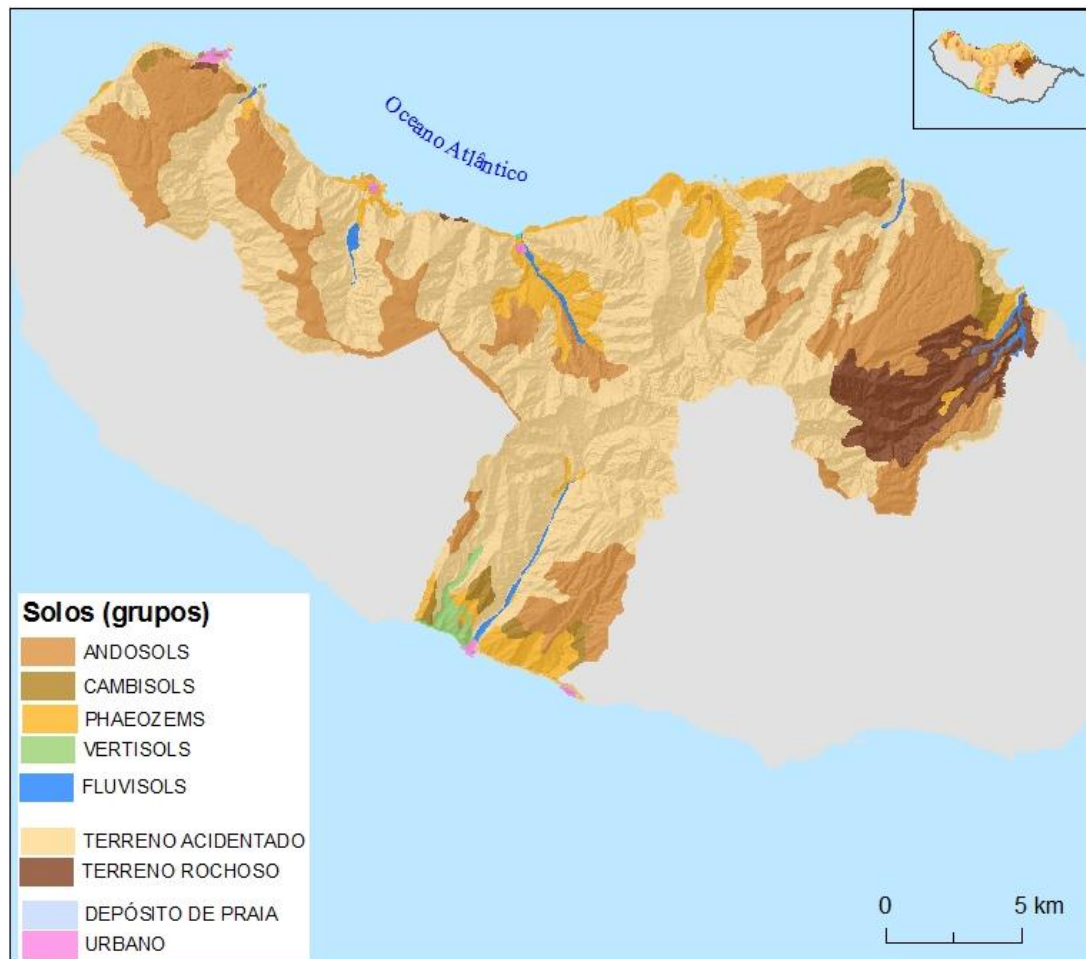 Oceano Atlântico
Solos (grupos)
ANDOSOLS
CAMBISOLS
PHAEOZEMS
VERTISOLS
FLUVISOLS
TERRENO ACIDENTADO
TERRENO ROCHOSO
DEPÓSITO DE PRAIA
URBANO
0 5 km